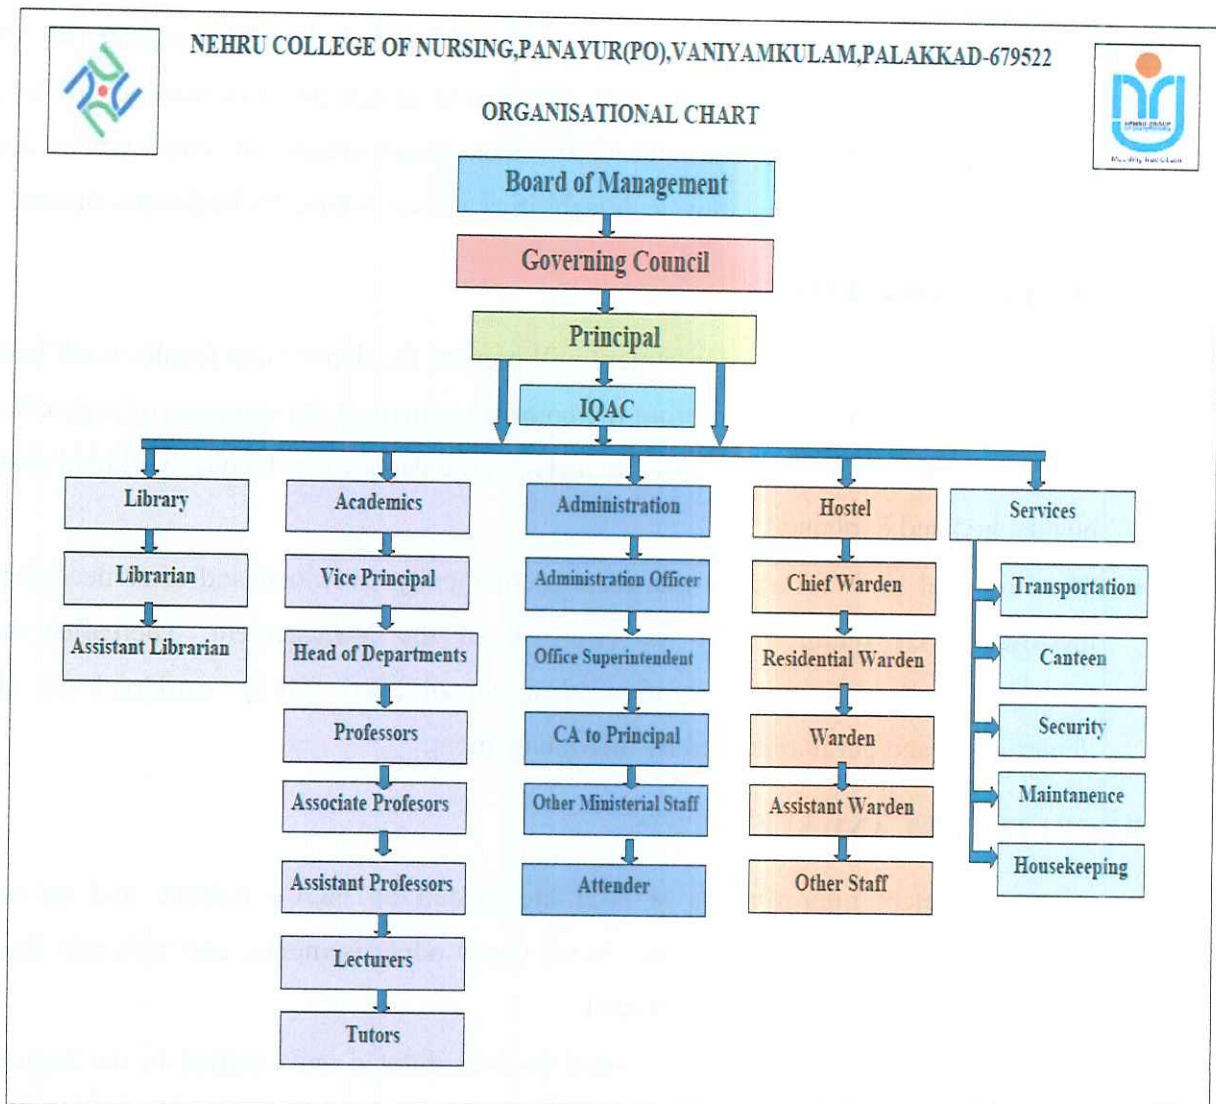 NEHRU COLLEGE OF NURSING,PANAYUR(PO),VANIYAMKULAM,PALAKKAD-679522
ORGANISATIONAL CHART
Board of Management
Governing Council
Principal
IQAC
Library
Librarian
Assistant Librarian
Academics
Vice Principal
Head of Departments
Professors
Associate Profesors
Assistant Professors
Lecturers
Tutors
Administration
Administration Officer
Office Superintendent
CA to Principal
Other Ministerial Staff
Attender
Hostel
Chief Warden
Residential Warden
Warden
Assistant Warden
Other Staff
Services
Transportation
Canteen
Security
Maintanence
Housekeeping